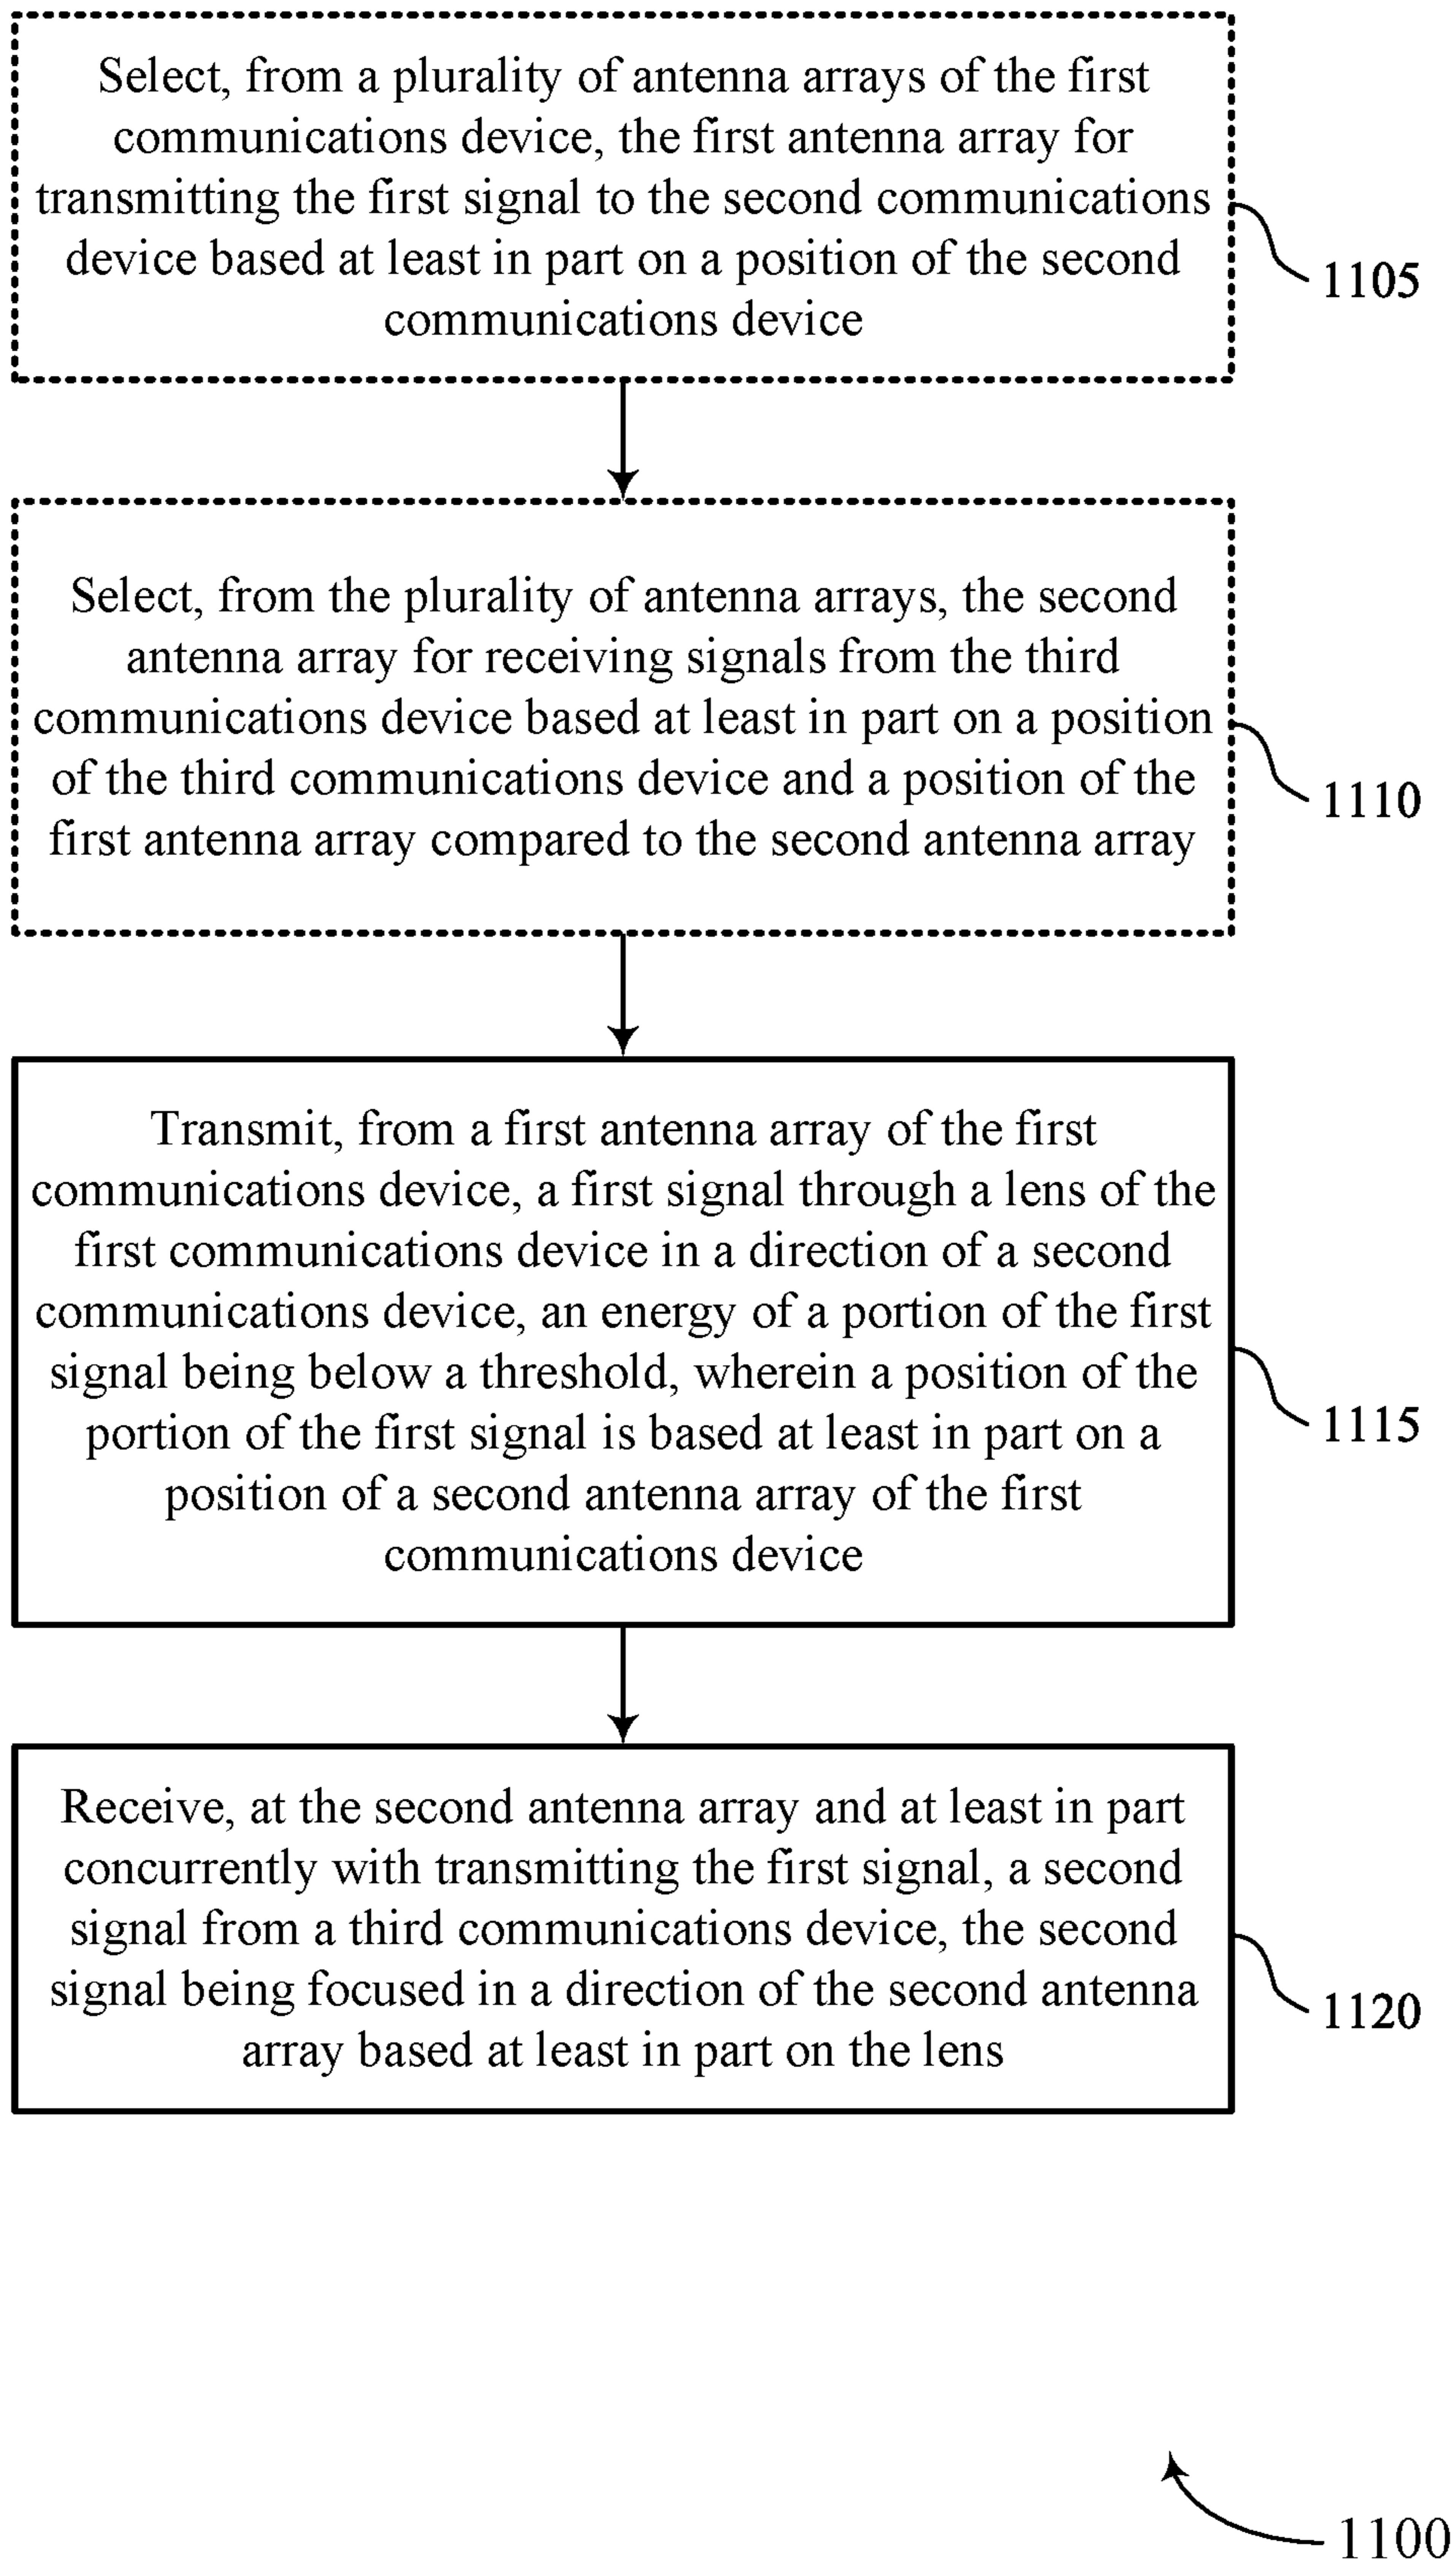 Select, from a plurality of antenna arrays of the first
communications device, the first antenna array for
transmitting the first signal to the second communications
device based at least in part on a position of the second
communications device
1105
Select, from the plurality of antenna arrays, the second
antenna array for receiving signals from the third
communications device based at least in part on a position
of the third communications device and a position of the
first antenna array compared to the second antenna array
1110
Transmit, from a first antenna array of the first
communications device, a first signal through a lens of the
first communications device in a direction of a second
communications device, an energy of a portion of the first
signal being below a threshold, wherein a position of the
portion of the first signal is based at least in part on a
position of a second antenna array of the first
communications device
1115
Receive, at the second antenna array and at least in part
concurrently with transmitting the first signal, a second
signal from a third communications device, the second
signal being focused in a direction of the second antenna
array based at least in part on the lens
1120
1100